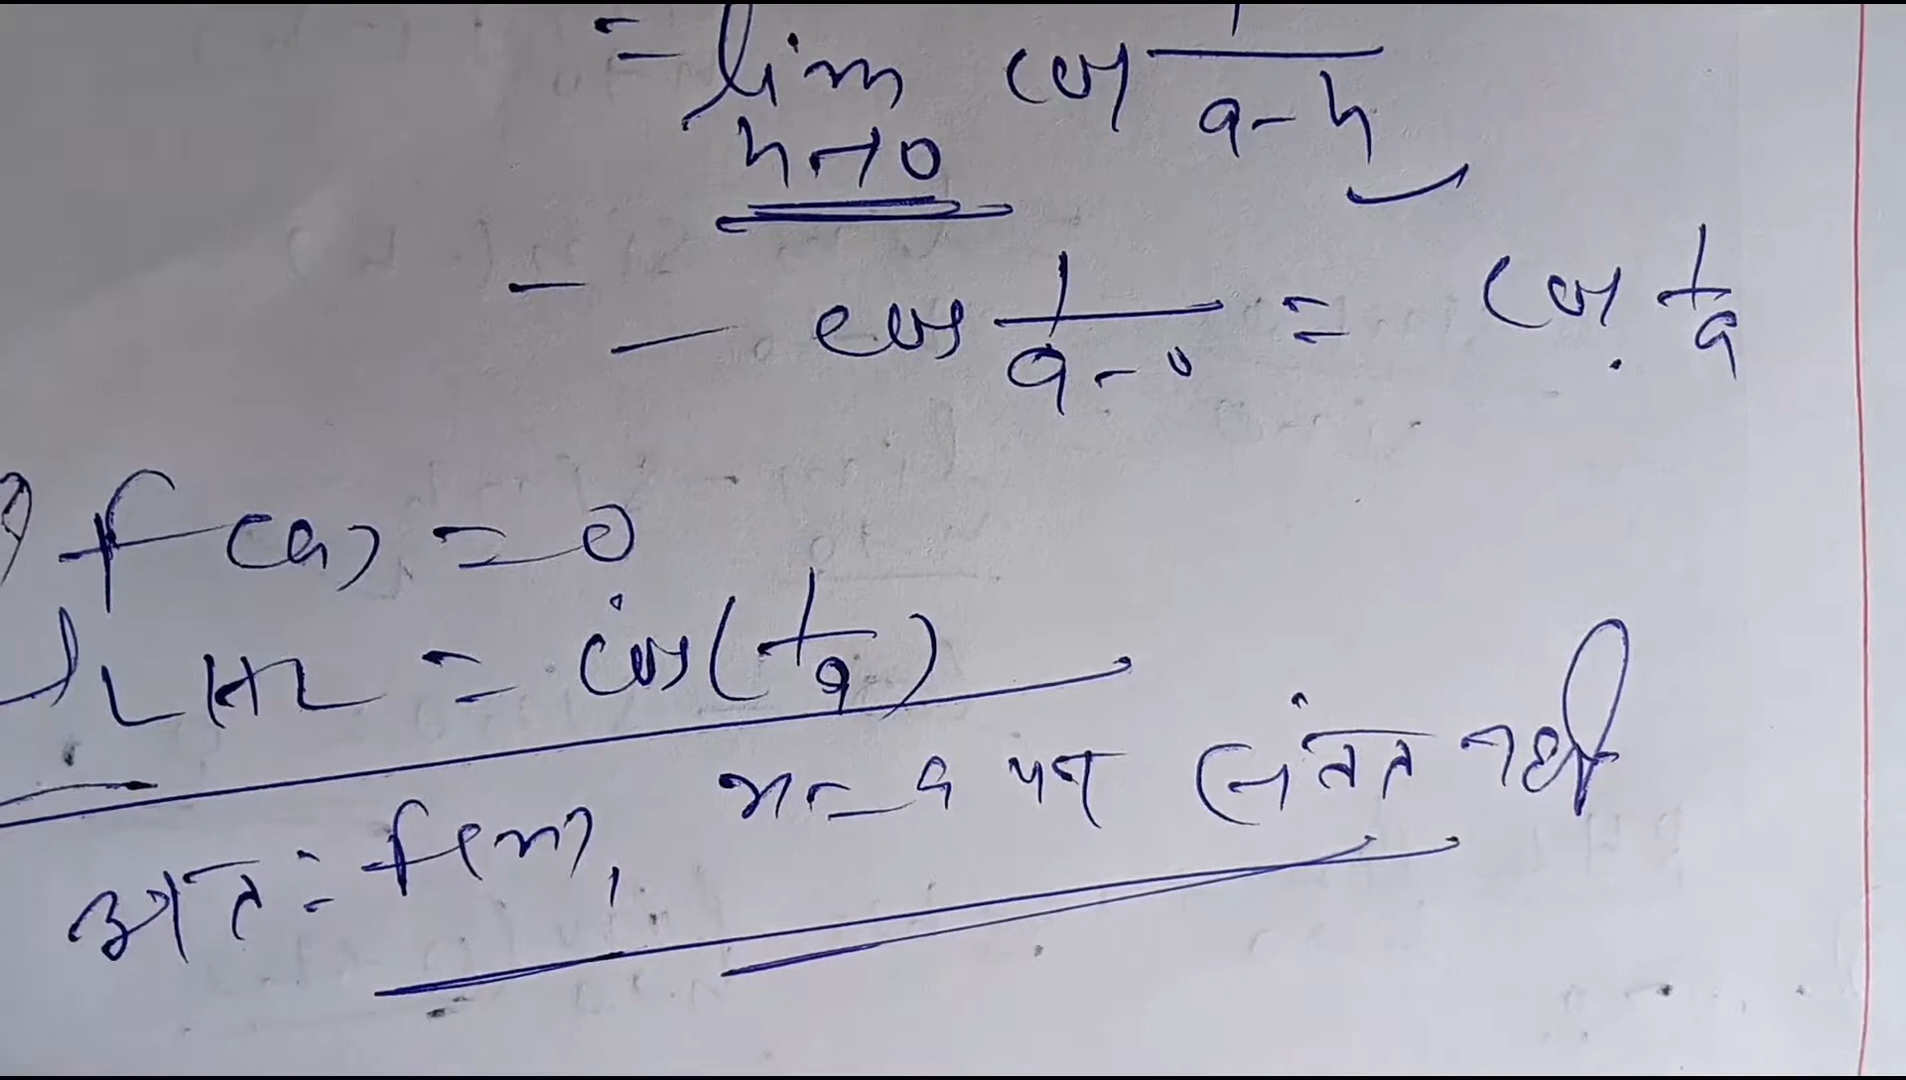 = lim cos 1/a-h
h→0
= cos 1/a-0 = cos 1/a
f(a) = 0
LHL = cos(1/a)
अतः f(x), x = a पर संतत नही